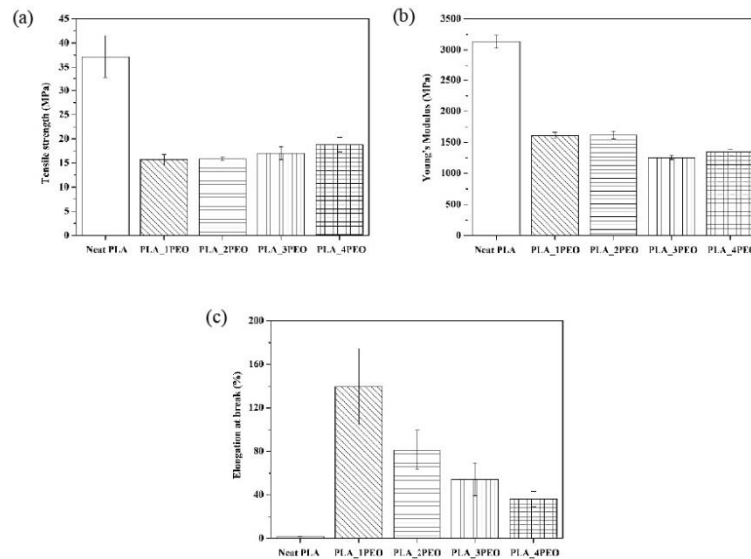 (a)
45
40
35
30
25
20
15
10
5
0
Tensile strength (MPa)
Neat PLA PLA_1PEO PLA_2PEO PLA_3PEO PLA_4PEO
(b)
3500
3000
2500
2000
1500
1000
500
0
Young's Modulus (MPa)
Neat PLA PLA_1PEO PLA_2PEO PLA_3PEO PLA_4PEO
(c)
200
160
120
80
40
0
Elongation at break (%)
Neat PLA PLA_1PEO PLA_2PEO PLA_3PEO PLA_4PEO